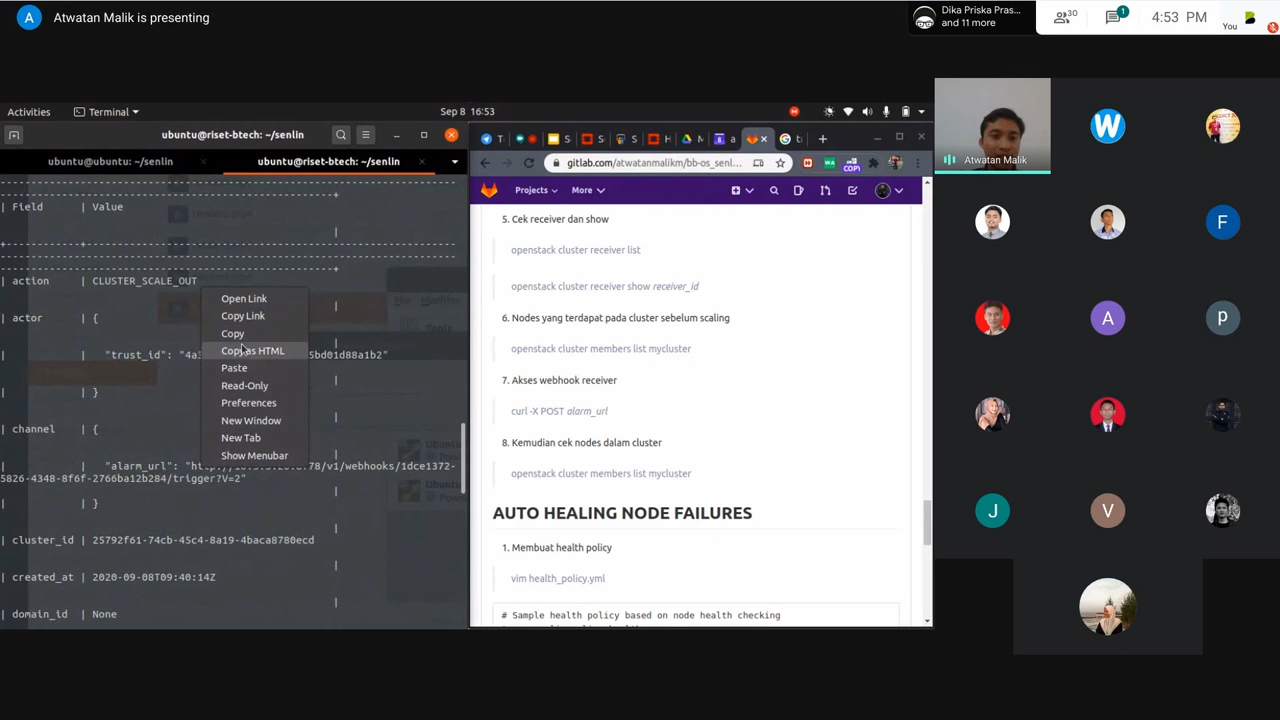 A
Atwatan Malik is presenting
Dika Priska Pras...
and 11 more
30
1
4:53 PM
You
Activities
Terminal
Sep 8 16:53
ubuntu@riset-btech: ~/senlin
ubuntu@ubuntu: ~/senlin
ubuntu@riset-btech: ~/senlin
| Field | Value
| action | CLUSTER_SCALE_OUT
| actor | {
| | "trust_id": "4a3 5bd01d88a1b2"
| | }
| channel | {
| | "alarm_url": "http 78/v1/webhooks/1dce1372-
5826-4348-8f6f-2766ba12b284/trigger?V=2"
| | }
| cluster_id | 25792f61-74cb-45c4-8a19-4baca8780ecd
| created_at | 2020-09-08T09:40:14Z
| domain_id | None
Open Link
Copy Link
Copy
Copy as HTML
Paste
Read-Only
Preferences
New Window
New Tab
Show Menubar
gitlab.com/atwatanmalikm/bb-os_senl...
Projects
More
5. Cek receiver dan show
openstack cluster receiver list
openstack cluster receiver show receiver_id
6. Nodes yang terdapat pada cluster sebelum scaling
openstack cluster members list mycluster
7. Akses webhook receiver
curl -X POST alarm_url
8. Kemudian cek nodes dalam cluster
openstack cluster members list mycluster
AUTO HEALING NODE FAILURES
1. Membuat health policy
vim health_policy.yml
# Sample health policy based on node health checking
Atwatan Malik
W
F
A
p
J
V